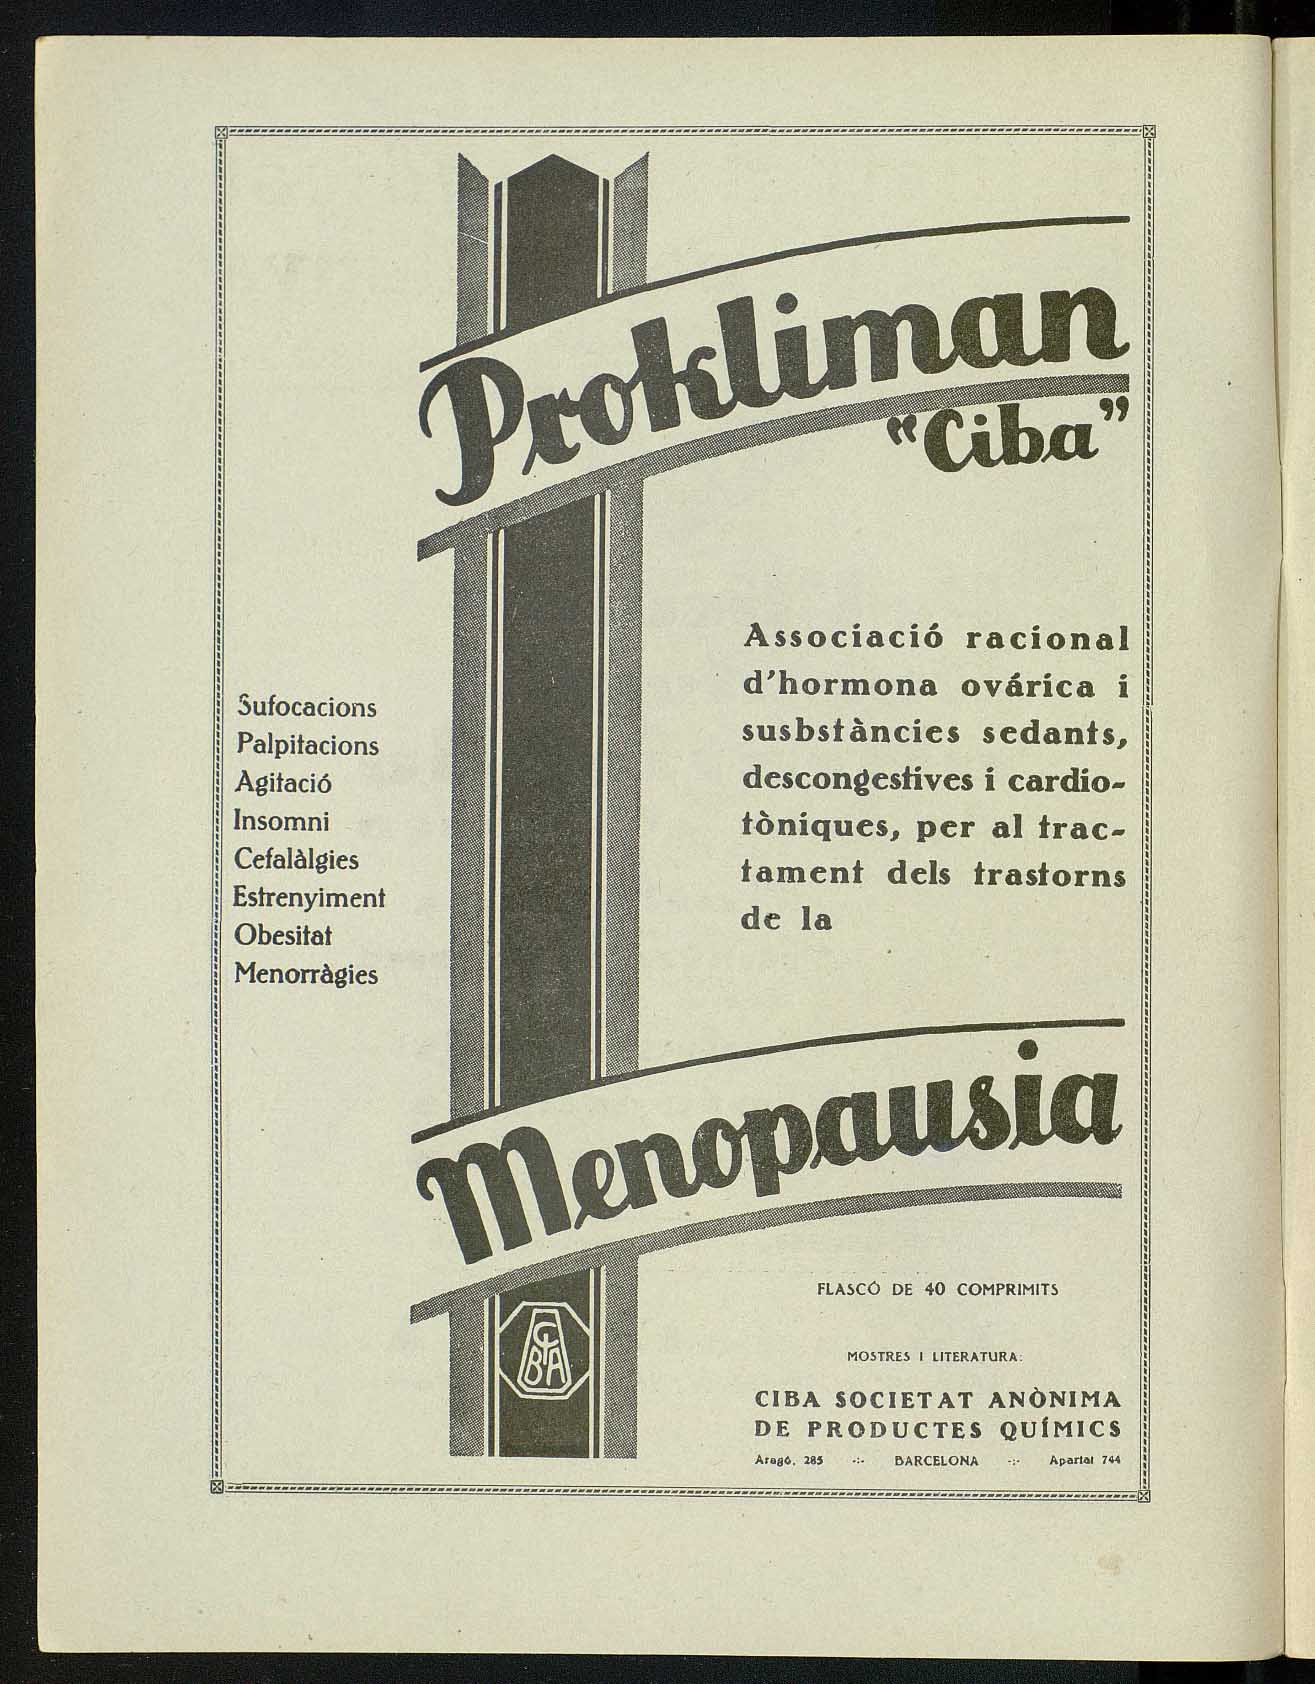 Prokliman
“Ciba”
Associació racional
d'hormona ovárica i
susbstàncies sedants,
descongestives i cardio-
tòniques, per al trac-
tament dels trastorns
de la
Sufocacions
Palpitacions
Agitació
Insomni
Cefalàlgies
Estrenyiment
Obesitat
Menorràgies
Menopausia
CIBA
FLASCÓ DE 40 COMPRIMITS
MOSTRES I LITERATURA:
CIBA SOCIETAT ANÒNIMA
DE PRODUCTES QUÍMICS
Aragó, 285 -:- BARCELONA -:- Apartat 744